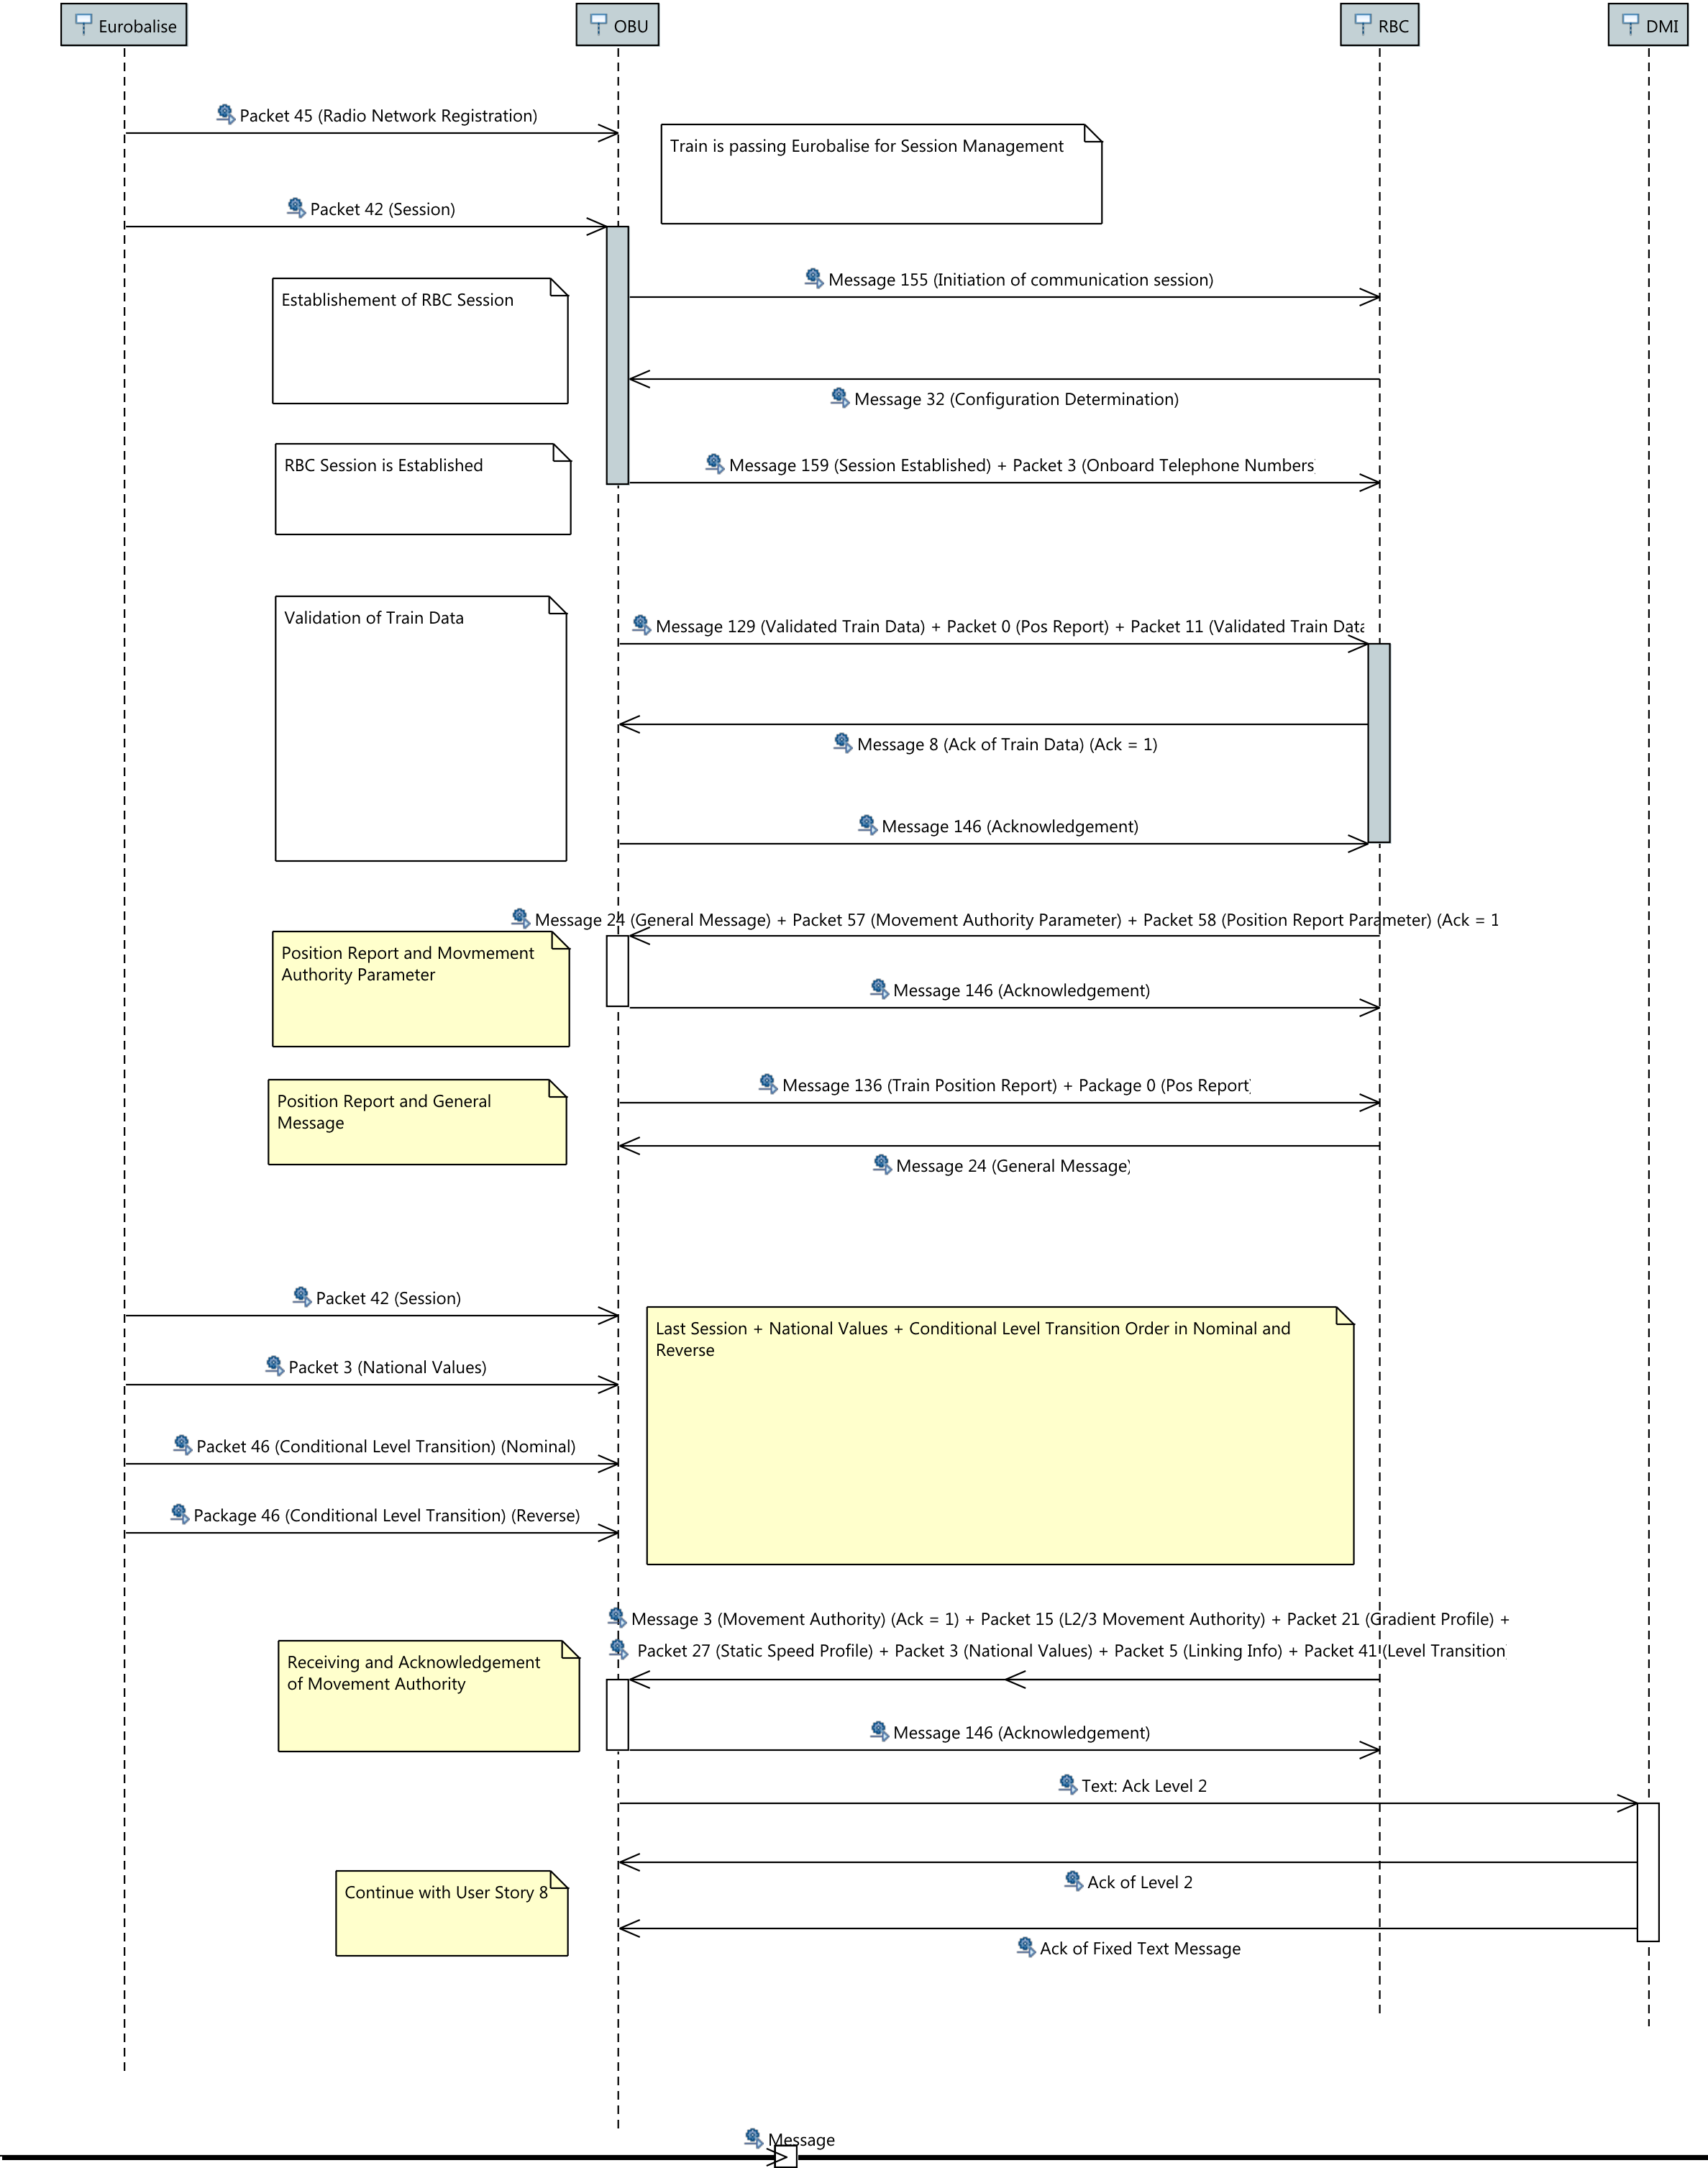 Eurobalise
OBU
RBC
DMI
Packet 45 (Radio Network Registration)
Train is passing Eurobalise for Session Management
Packet 42 (Session)
Message 155 (Initiation of communication session)
Establishement of RBC Session
Message 32 (Configuration Determination)
RBC Session is Established
Message 159 (Session Established) + Packet 3 (Onboard Telephone Numbers
Validation of Train Data
Message 129 (Validated Train Data) + Packet 0 (Pos Report) + Packet 11 (Validated Train Data
Message 8 (Ack of Train Data) (Ack = 1)
Message 146 (Acknowledgement)
Message 24 (General Message) + Packet 57 (Movement Authority Parameter) + Packet 58 (Position Report Parameter) (Ack = 1
Position Report and Movmement
Authority Parameter
Message 146 (Acknowledgement)
Message 136 (Train Position Report) + Package 0 (Pos Report)
Position Report and General
Message
Message 24 (General Message)
Packet 42 (Session)
Last Session + National Values + Conditional Level Transition Order in Nominal and
Reverse
Packet 3 (National Values)
Packet 46 (Conditional Level Transition) (Nominal)
Package 46 (Conditional Level Transition) (Reverse)
Message 3 (Movement Authority) (Ack = 1) + Packet 15 (L2/3 Movement Authority) + Packet 21 (Gradient Profile) +
Packet 27 (Static Speed Profile) + Packet 3 (National Values) + Packet 5 (Linking Info) + Packet 41 (Level Transition
Receiving and Acknowledgement
of Movement Authority
Message 146 (Acknowledgement)
Text: Ack Level 2
Ack of Level 2
Continue with User Story 8
Ack of Fixed Text Message
Message